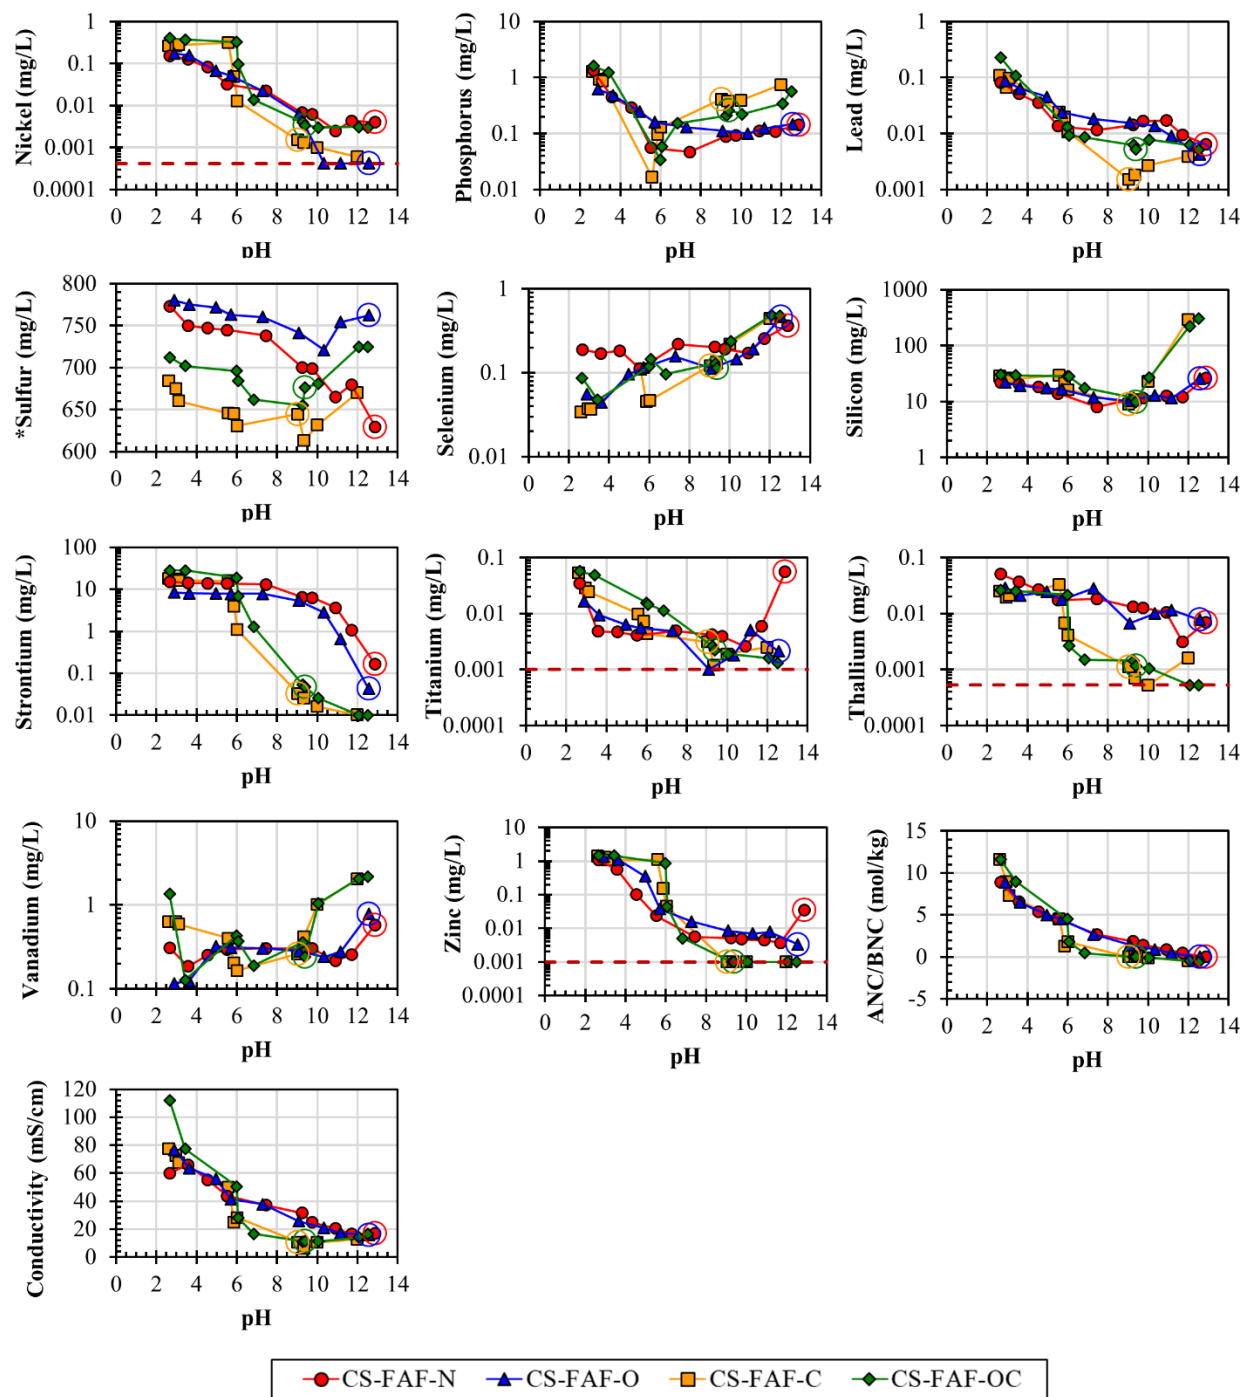 Nickel (mg/L)
1
0.1
0.01
0.001
0.0001
0 2 4 6 8 10 12 14
pH
Phosphorus (mg/L)
10
1
0.1
0.01
0 2 4 6 8 10 12 14
pH
Lead (mg/L)
1
0.1
0.01
0.001
0 2 4 6 8 10 12 14
pH
*Sulfur (mg/L)
800
750
700
650
600
0 2 4 6 8 10 12 14
pH
Selenium (mg/L)
1
0.1
0.01
0 2 4 6 8 10 12 14
pH
Silicon (mg/L)
1000
100
10
1
0 2 4 6 8 10 12 14
pH
Strontium (mg/L)
100
10
1
0.1
0.01
0 2 4 6 8 10 12 14
pH
Titanium (mg/L)
0.1
0.01
0.001
0.0001
0 2 4 6 8 10 12 14
pH
Thallium (mg/L)
0.1
0.01
0.001
0.0001
0 2 4 6 8 10 12 14
pH
Vanadium (mg/L)
10
1
0.1
0 2 4 6 8 10 12 14
pH
Zinc (mg/L)
10
1
0.1
0.01
0.001
0.0001
0 2 4 6 8 10 12 14
pH
ANC/BNC (mol/kg)
15
10
5
0
-5
0 2 4 6 8 10 12 14
pH
Conductivity (mS/cm)
120
100
80
60
40
20
0
0 2 4 6 8 10 12 14
pH
CS-FAF-N CS-FAF-O CS-FAF-C CS-FAF-OC